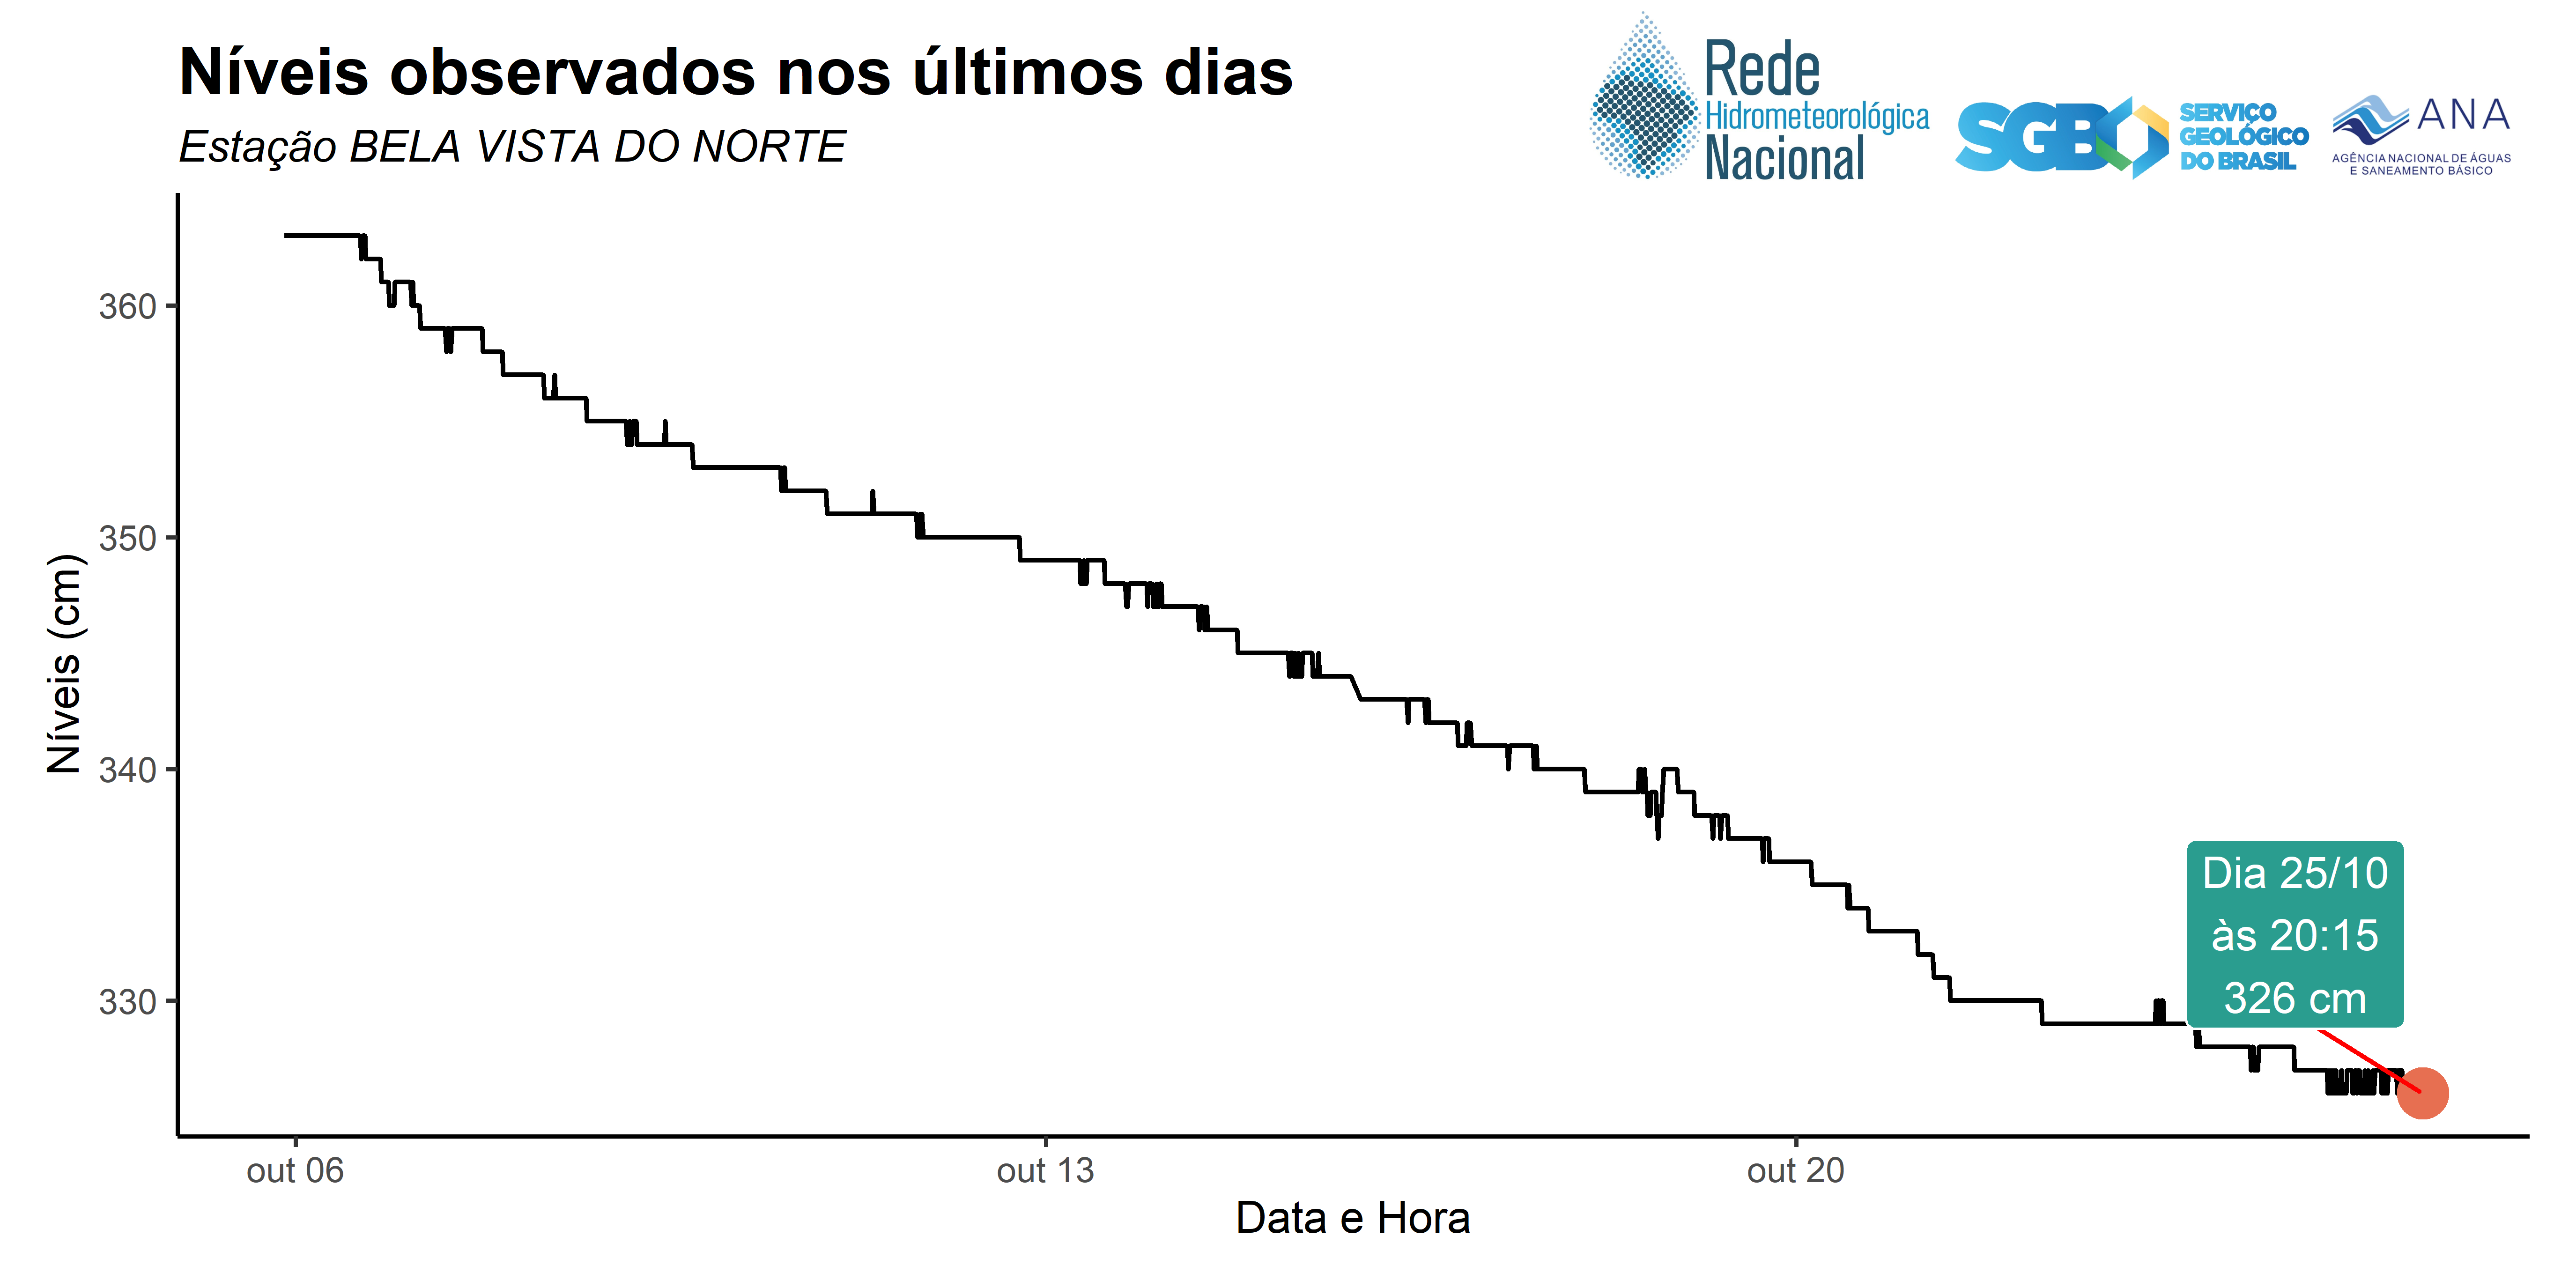 Níveis observados nos últimos dias
Estação BELA VISTA DO NORTE
Rede
Hidrometeorológica
Nacional
SGB
SERVIÇO
GEOLÓGICO
DO BRASIL
ANA
AGÊNCIA NACIONAL DE ÁGUAS
E SANEAMENTO BÁSICO
Níveis (cm)
360
350
340
330
Dia 25/10
às 20:15
326 cm
out 06
out 13
out 20
Data e Hora